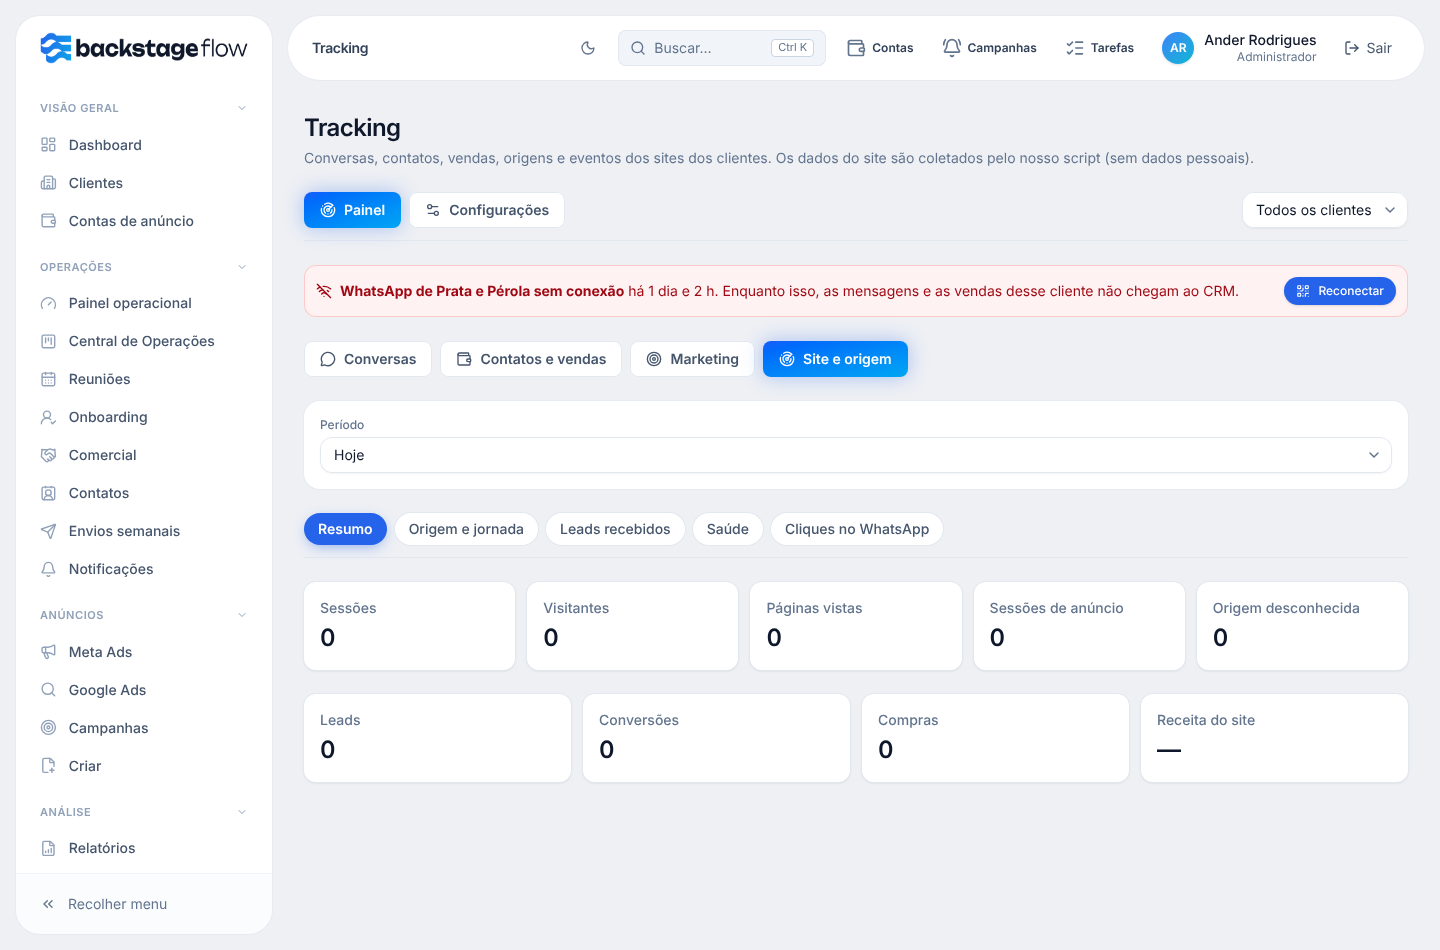 backstageflow
VISÃO GERAL
Dashboard
Clientes
Contas de anúncio
OPERAÇÕES
Painel operacional
Central de Operações
Reuniões
Onboarding
Comercial
Contatos
Envios semanais
Notificações
ANÚNCIOS
Meta Ads
Google Ads
Campanhas
Criar
ANÁLISE
Relatórios
Recolher menu
Tracking
Buscar...
Ctrl K
Contas
Campanhas
Tarefas
AR
Ander Rodrigues
Administrador
Sair
Tracking
Conversas, contatos, vendas, origens e eventos dos sites dos clientes. Os dados do site são coletados pelo nosso script (sem dados pessoais).
Painel
Configurações
Todos os clientes
WhatsApp de Prata e Pérola sem conexão há 1 dia e 2 h. Enquanto isso, as mensagens e as vendas desse cliente não chegam ao CRM.
Reconectar
Conversas
Contatos e vendas
Marketing
Site e origem
Período
Hoje
Resumo
Origem e jornada
Leads recebidos
Saúde
Cliques no WhatsApp
Sessões
0
Visitantes
0
Páginas vistas
0
Sessões de anúncio
0
Origem desconhecida
0
Leads
0
Conversões
0
Compras
0
Receita do site
—